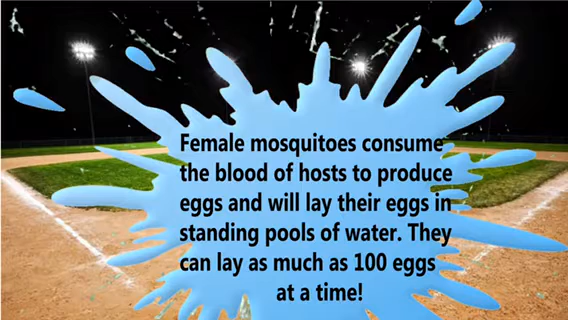 Female mosquitoes consume
the blood of hosts to produce
eggs and will lay their eggs in
standing pools of water. They
can lay as much as 100 eggs
at a time!